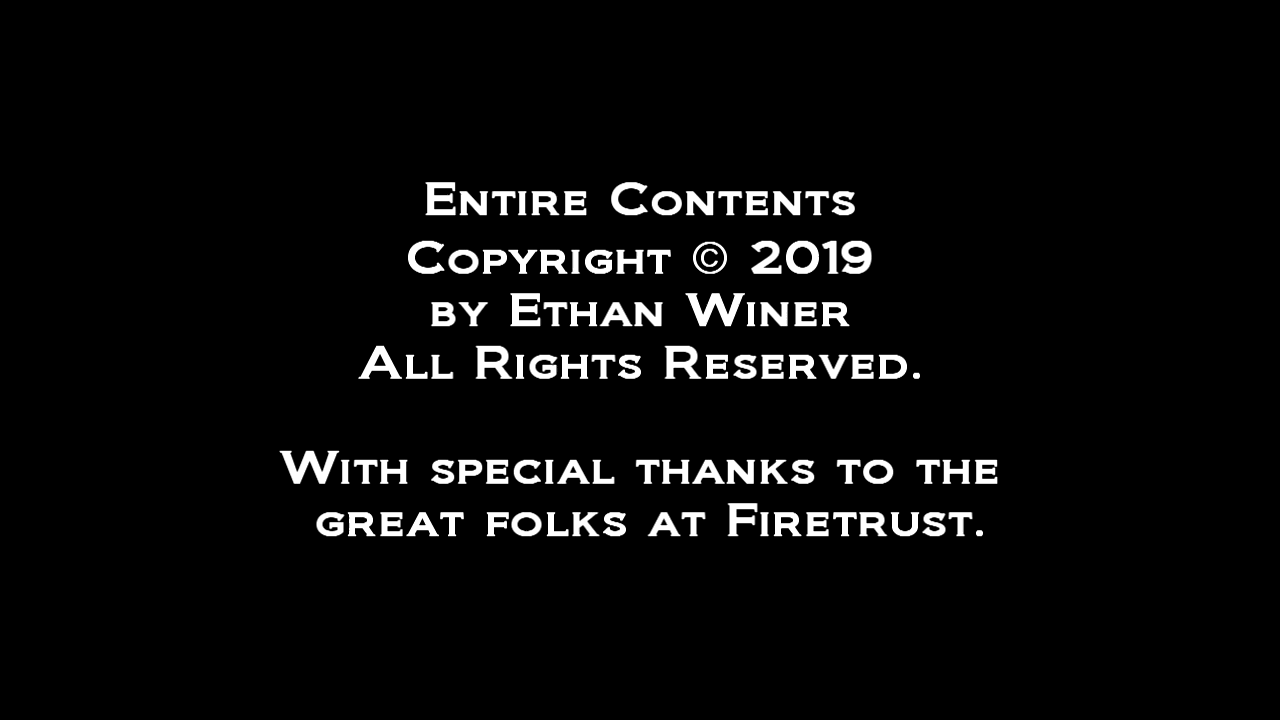 Entire Contents
Copyright © 2019
by Ethan Winer
All Rights Reserved.
With special thanks to the
great folks at Firetrust.